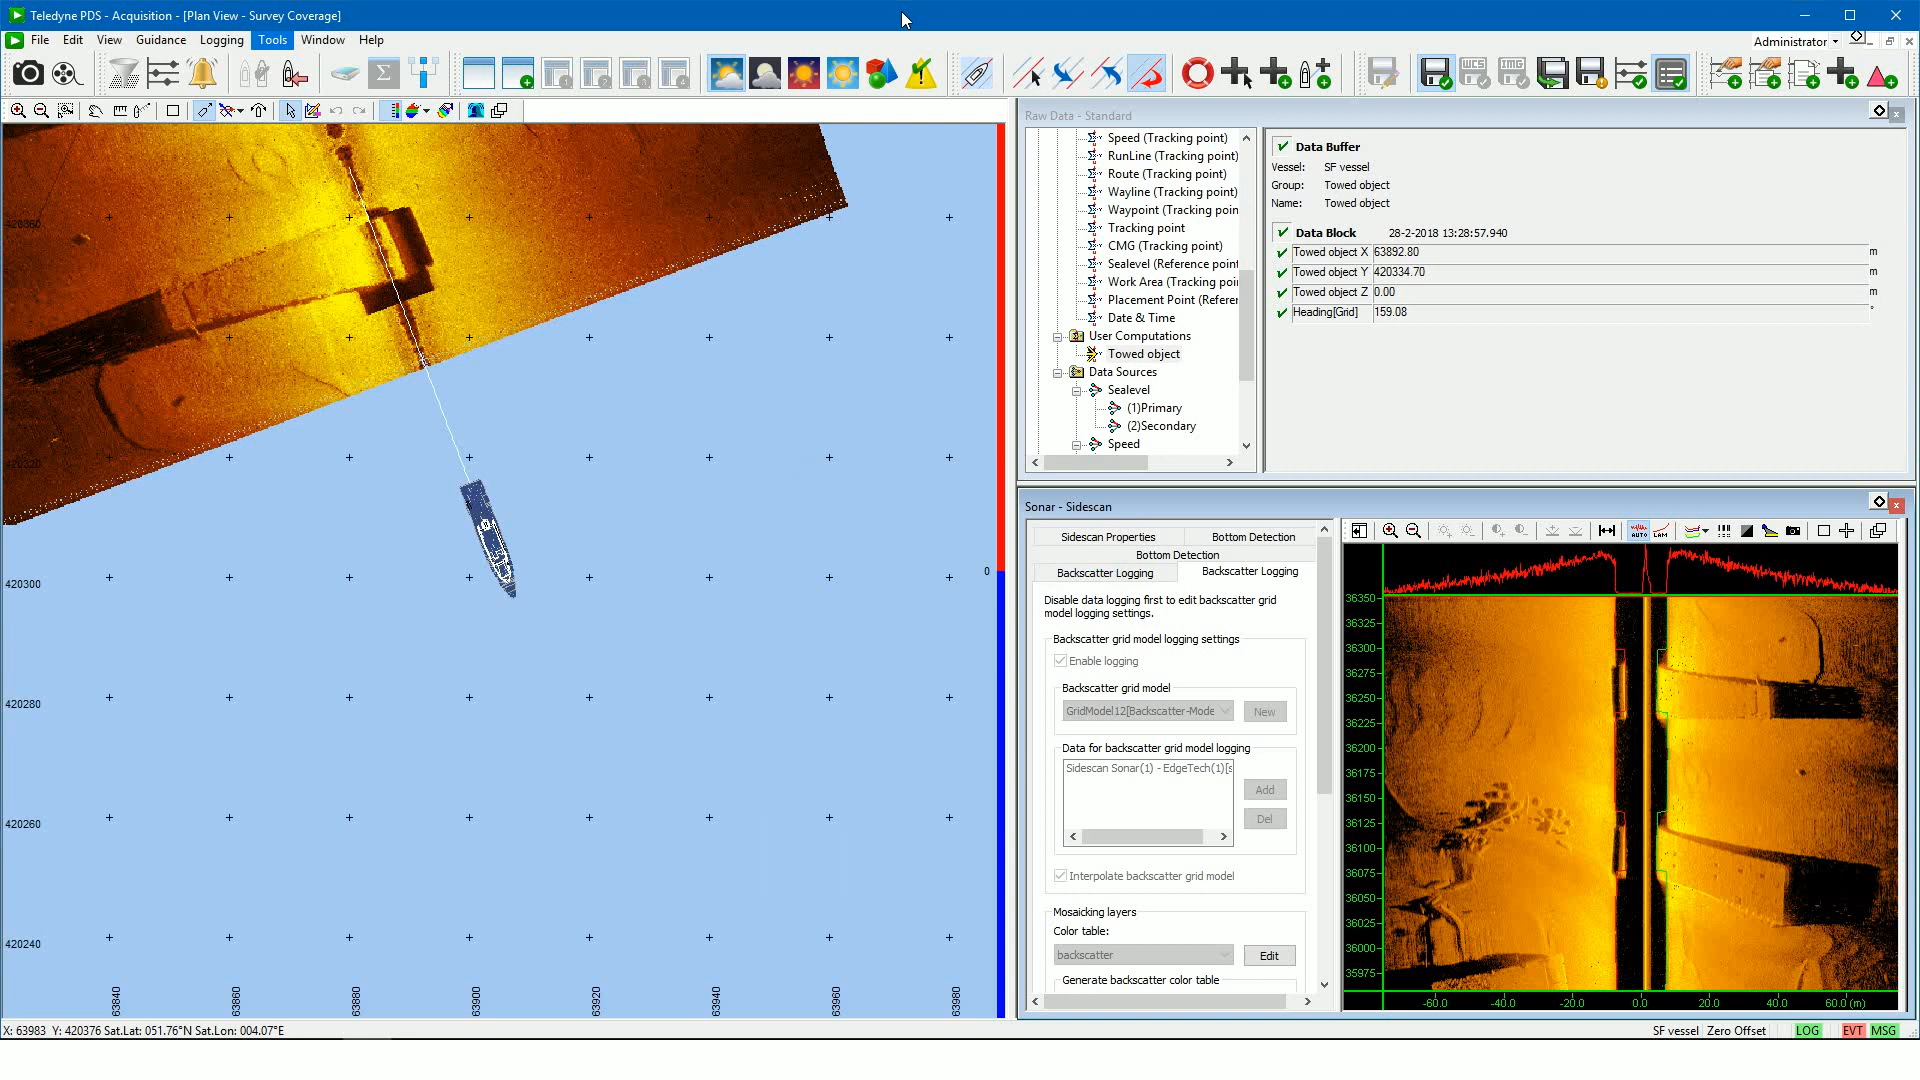 Teledyne PDS - Acquisition - [Plan View - Survey Coverage]
File Edit View Guidance Logging Tools Window Help
Administrator
Raw Data - Standard
Speed (Tracking point)
RunLine (Tracking point)
Route (Tracking point)
Wayline (Tracking point)
Waypoint (Tracking poin
Tracking point
CMG (Tracking point)
Sealevel (Reference point
Work Area (Tracking poi
Placement Point (Referer
Date & Time
User Computations
Towed object
Data Sources
Sealevel
(1)Primary
(2)Secondary
Speed
Data Buffer
Vessel: SF vessel
Group: Towed object
Name: Towed object
Data Block 28-2-2018 13:28:57.940
Towed object X 63892.80 m
Towed object Y 420334.70 m
Towed object Z 0.00 m
Heading[Grid] 159.08 °
420320
420300
420280
420260
420240
0
63840 63860 63880 63900 63920 63940 63960 63980
Sonar - Sidescan
Sidescan Properties Bottom Detection
Bottom Detection
Backscatter Logging Backscatter Logging
Disable data logging first to edit backscatter grid
model logging settings.
Backscatter grid model logging settings
Enable logging
Backscatter grid model
GridModel12[Backscatter-Mode New
Data for backscatter grid model logging
Sidescan Sonar(1) - EdgeTech(1)[s
Add
Del
Interpolate backscatter grid model
Mosaicking layers
Color table:
backscatter Edit
Generate backscatter color table
AUTO LAM
36350
36325
36300
36275
36250
36225
36200
36175
36150
36125
36100
36075
36050
36025
36000
35975
-60.0 -40.0 -20.0 0.0 20.0 40.0 60.0 (m)
X: 63983 Y: 420376 Sat.Lat: 051.76°N Sat.Lon: 004.07°E
SF vessel Zero Offset LOG EVT MSG